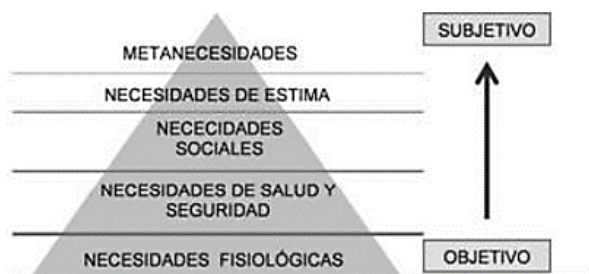 SUBJETIVO
METANECESIDADES
NECESIDADES DE ESTIMA
NECECIDADES
SOCIALES
NECESIDADES DE SALUD Y
SEGURIDAD
NECESIDADES FISIOLÓGICAS
OBJETIVO